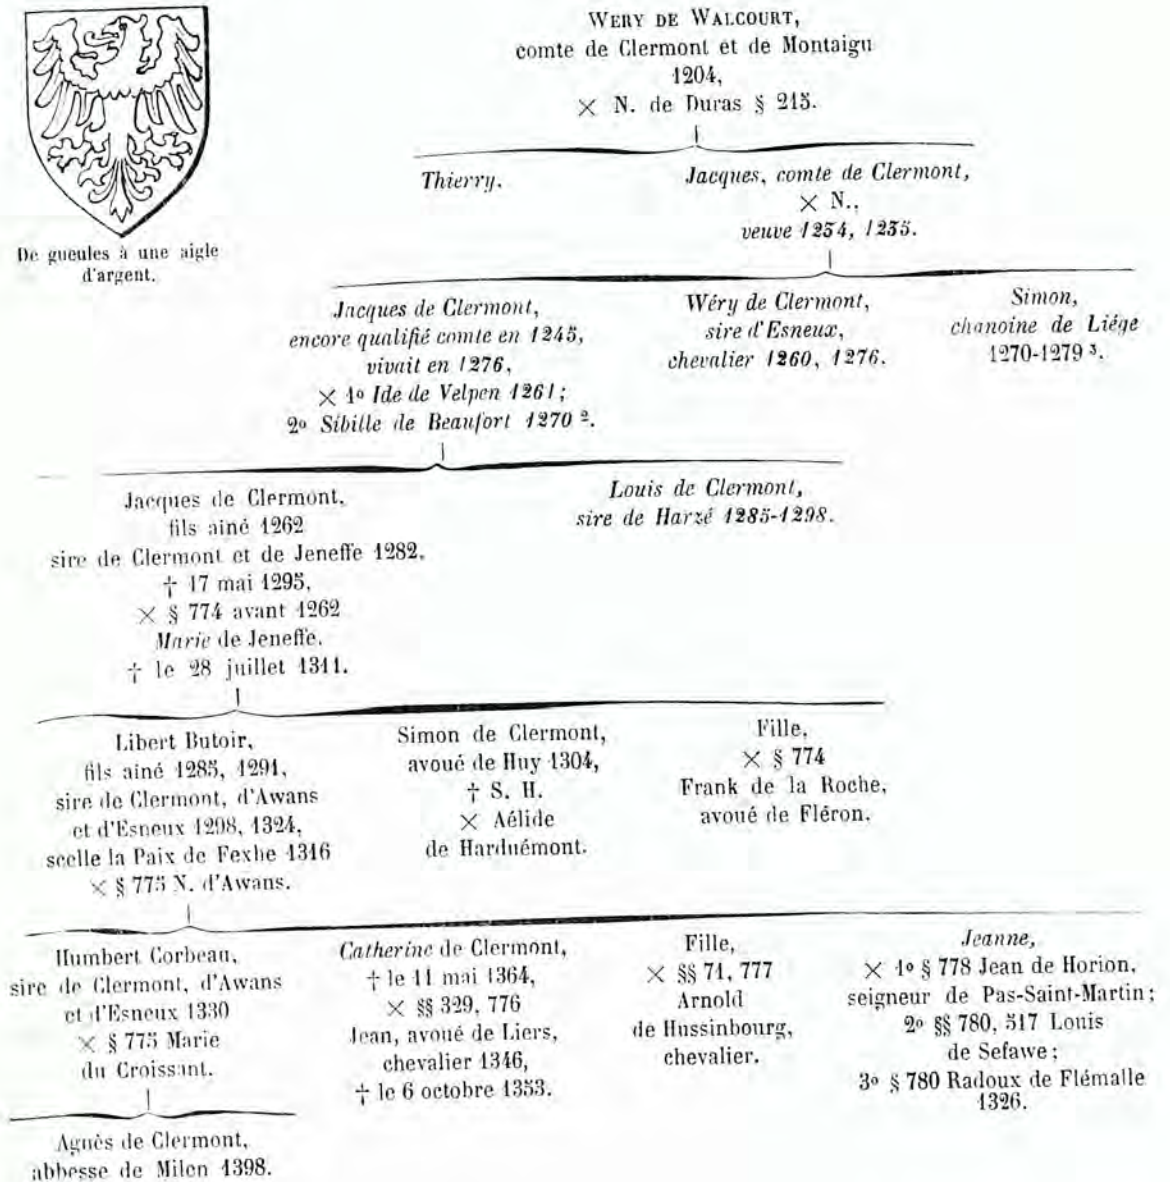 WERY DE WALCOURT,
comte de Clermont et de Montaigu
1204,
× N. de Duras § 215.
De gueules à une aigle
d'argent.
Thierry.
Jacques, comte de Clermont,
× N.,
veuve 1234, 1235.
Jacques de Clermont,
encore qualifié comte en 1245,
vivait en 1276,
× 1o Ide de Velpen 1261;
2o Sibille de Beaufort 1270 2.
Wéry de Clermont,
sire d'Esneux,
chevalier 1260, 1276.
Simon,
chanoine de Liége
1270-1279 3.
Jacques de Clermont,
fils ainé 1262
sire de Clermont et de Jeneffe 1282,
† 17 mai 1295,
× § 774 avant 1262
Marie de Jeneffe,
† le 28 juillet 1311.
Louis de Clermont,
sire de Harzé 1285-1298.
Libert Butoir,
fils ainé 1285, 1291,
sire de Clermont, d'Awans
et d'Esneux 1298, 1324,
scelle la Paix de Fexhe 1316
× § 775 N. d'Awans.
Simon de Clermont,
avoué de Huy 1304,
† S. H.
× Aélide
de Harduémont.
Fille,
× § 774
Frank de la Roche,
avoué de Fléron.
Humbert Corbeau,
sire de Clermont, d'Awans
et d'Esneux 1330
× § 775 Marie
du Croissant.
Catherine de Clermont,
† le 11 mai 1364,
× §§ 329, 776
Jean, avoué de Liers,
chevalier 1346,
† le 6 octobre 1353.
Fille,
× §§ 71, 777
Arnold
de Hussinbourg,
chevalier.
Jeanne,
× 1o § 778 Jean de Horion,
seigneur de Pas-Saint-Martin;
2o §§ 780, 517 Louis
de Sefawe;
3o § 780 Radoux de Flémalle
1326.
Agnès de Clermont,
abbesse de Milen 1398.